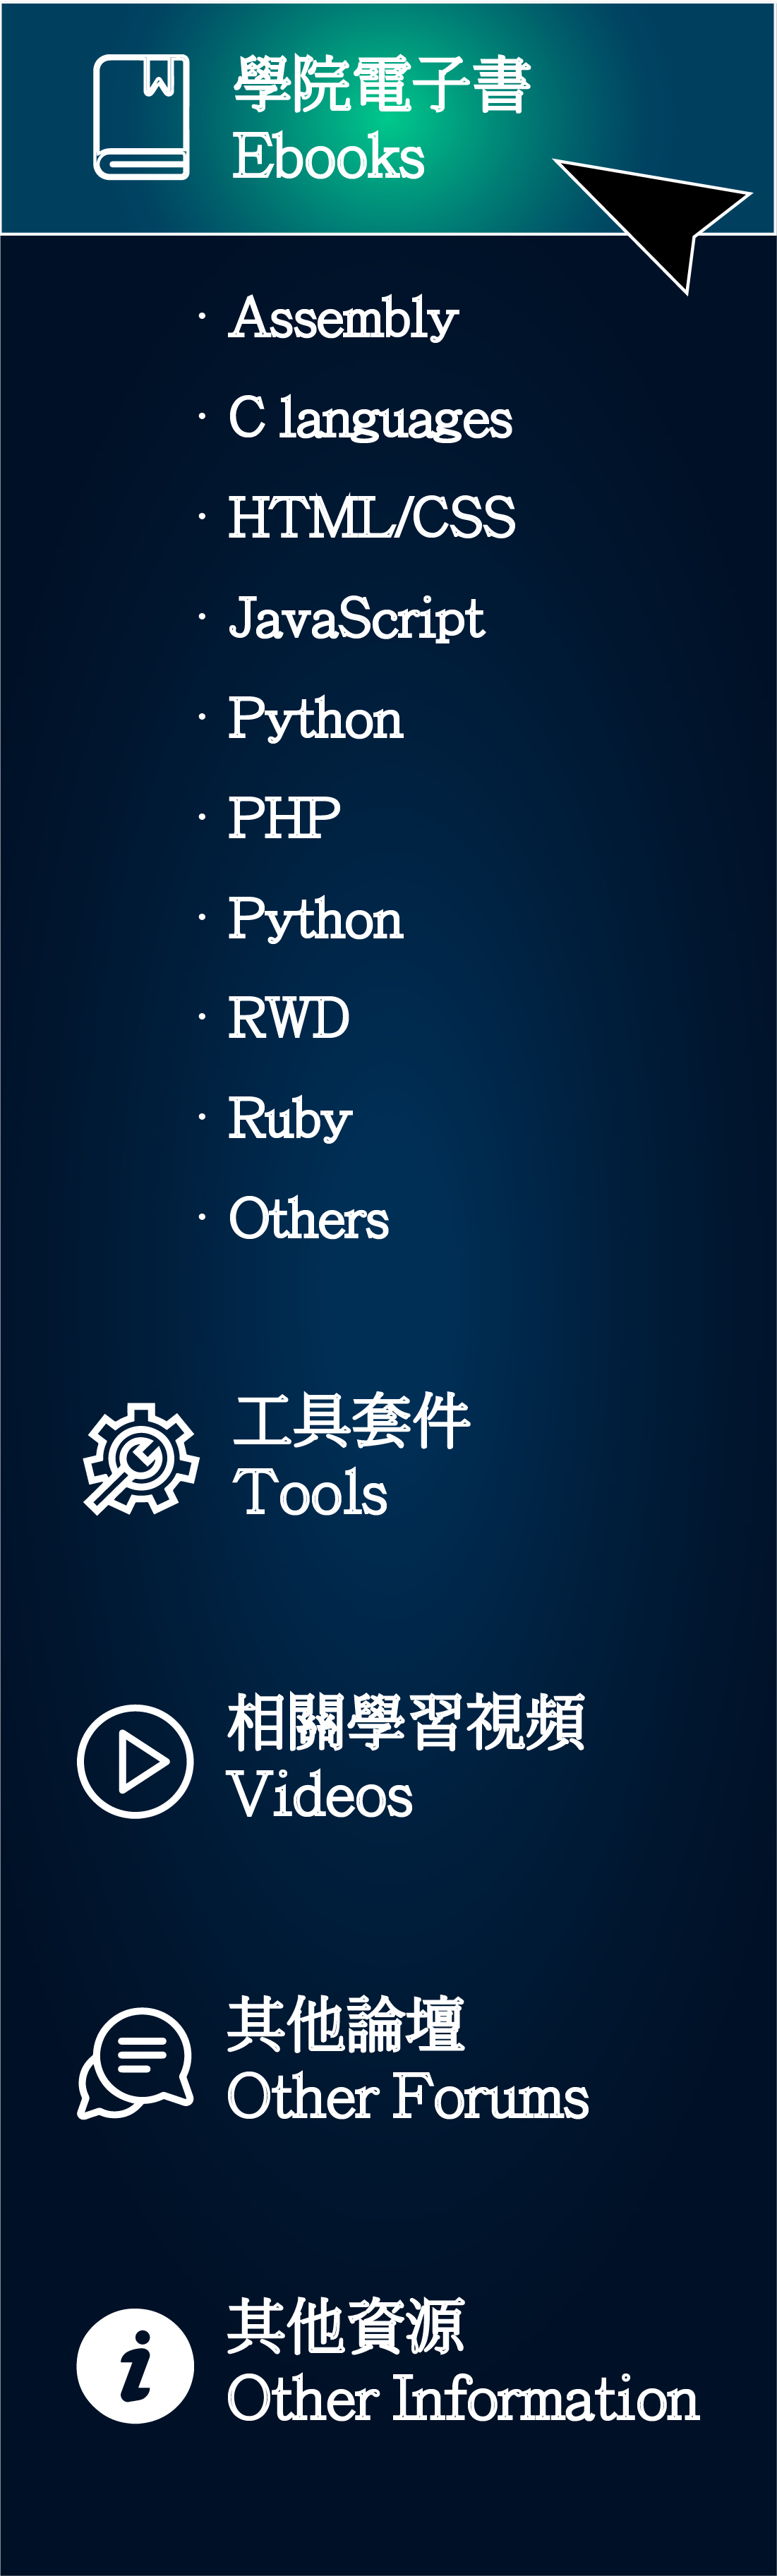 學院電子書
Ebooks
· Assembly
· C languages
· HTML/CSS
· JavaScript
· Python
· PHP
· Python
· RWD
· Ruby
· Others
工具套件
Tools
相關學習視頻
Videos
其他論壇
Other Forums
其他資源
Other Information